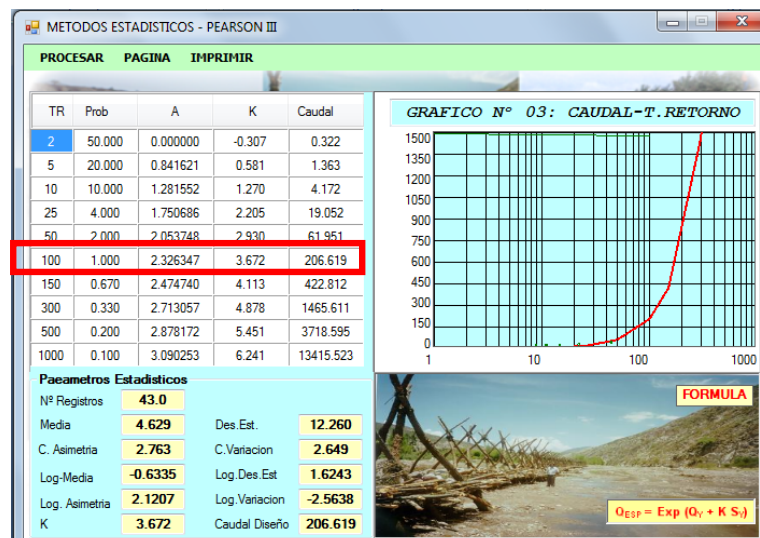 METODOS ESTADISTICOS - PEARSON III
PROCESAR PAGINA IMPRIMIR
TR Prob A K Caudal
2 50.000 0.000000 -0.307 0.322
5 20.000 0.841621 0.581 1.363
10 10.000 1.281552 1.270 4.172
25 4.000 1.750686 2.205 19.052
50 2.000 2.053748 2.930 61.951
100 1.000 2.326347 3.672 206.619
150 0.670 2.474740 4.113 422.812
300 0.330 2.713057 4.878 1465.611
500 0.200 2.878172 5.451 3718.595
1000 0.100 3.090253 6.241 13415.523
GRAFICO Nº 03: CAUDAL-T.RETORNO
1500
1350
1200
1050
900
750
600
450
300
150
0
1 10 100 1000
Paeametros Estadisticos
Nº Registros 43.0
Media 4.629 Des.Est. 12.260
C. Asimetria 2.763 C.Variacion 2.649
Log-Media -0.6335 Log.Des.Est 1.6243
Log. Asimetria 2.1207 Log.Variacion -2.5638
K 3.672 Caudal Diseño 206.619
FORMULA
QESP = Exp (QY + K SY)